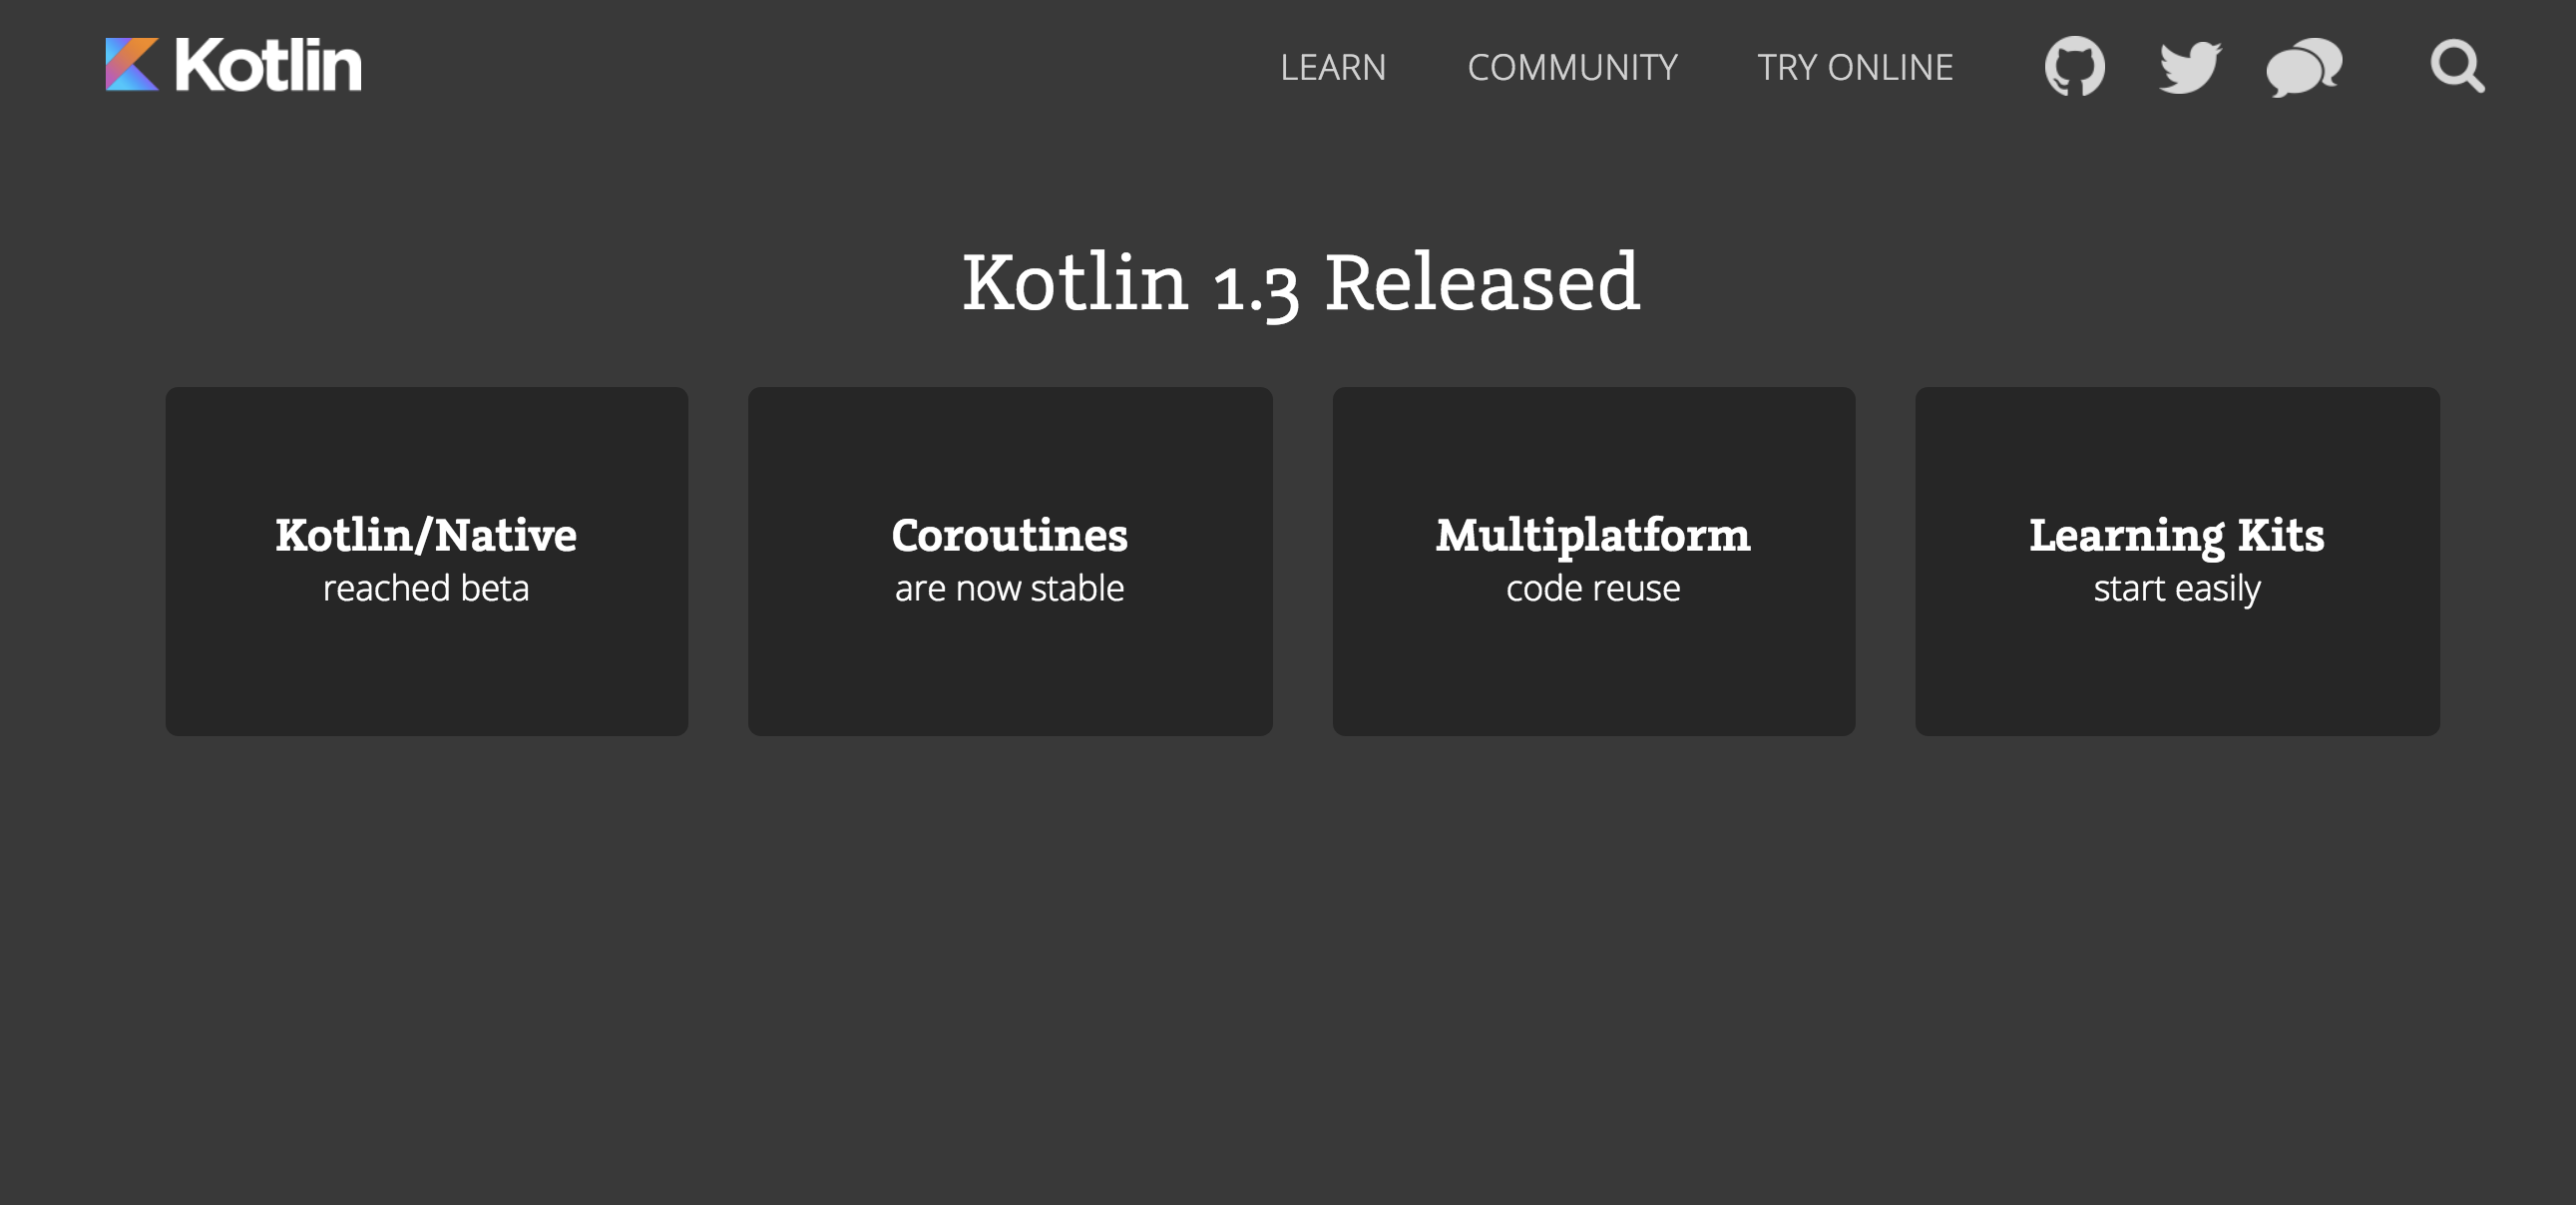 Kotlin
LEARN
COMMUNITY
TRY ONLINE
Kotlin 1.3 Released
Kotlin/Native
reached beta
Coroutines
are now stable
Multiplatform
code reuse
Learning Kits
start easily